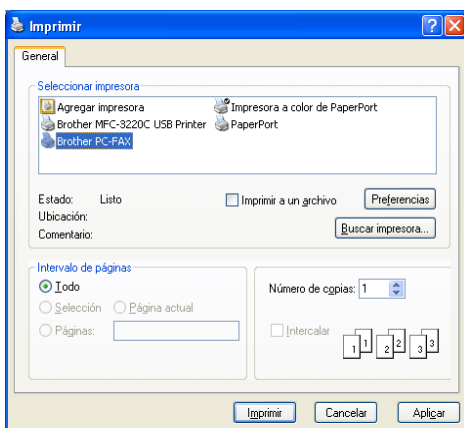 Imprimir
General
Seleccionar impresora
Agregar impresora
Impresora a color de PaperPort
Brother MFC-3220C USB Printer
PaperPort
Brother PC-FAX
Estado: Listo
Imprimir a un archivo
Preferencias
Ubicación:
Comentario:
Buscar impresora...
Intervalo de páginas
Todo
Número de copias: 1
Selección
Página actual
Páginas:
Intercalar
1 1 2 2 3 3
Imprimir
Cancelar
Aplicar